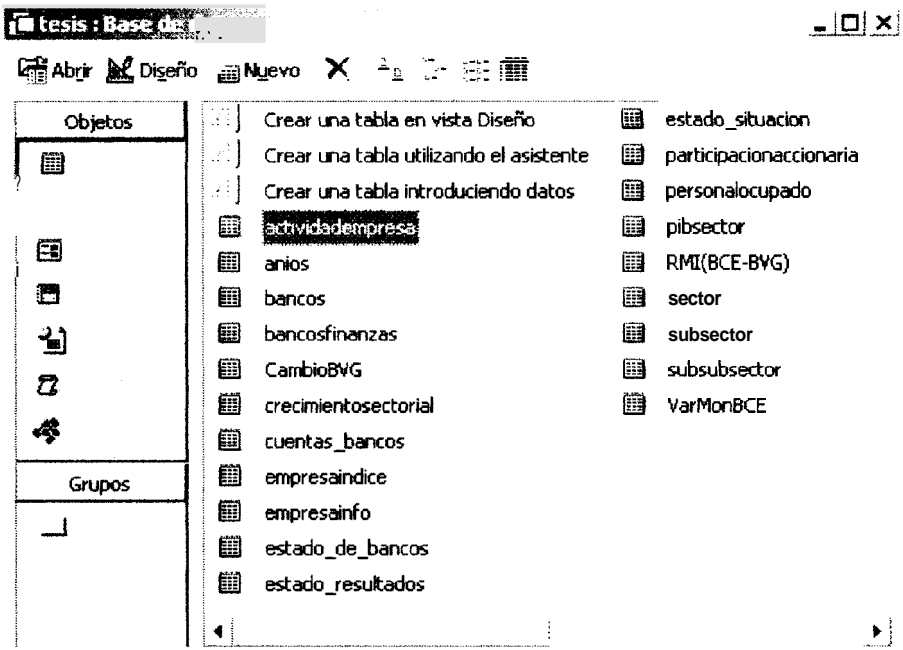 tesis : Base de
Abrir Diseño Nuevo
Objetos
Grupos
Crear una tabla en vista Diseño
Crear una tabla utilizando el asistente
Crear una tabla introduciendo datos
actividadempresa
anios
bancos
bancosfinanzas
CambioBVG
crecimientosectorial
cuentas_bancos
empresaindice
empresainfo
estado_de_bancos
estado_resultados
estado_situacion
participacionaccionaria
personalocupado
pibsector
RMI(BCE-BVG)
sector
subsector
subsubsector
VarMonBCE